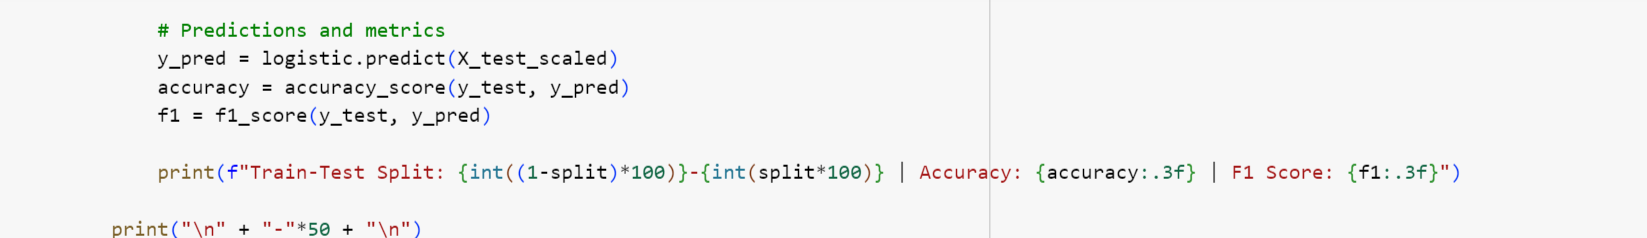 # Predictions and metrics
y_pred = logistic.predict(X_test_scaled)
accuracy = accuracy_score(y_test, y_pred)
f1 = f1_score(y_test, y_pred)
print(f"Train-Test Split: {int((1-split)*100)}-{int(split*100)} | Accuracy: {accuracy:.3f} | F1 Score: {f1:.3f}")
print("\n" + "-"*50 + "\n")